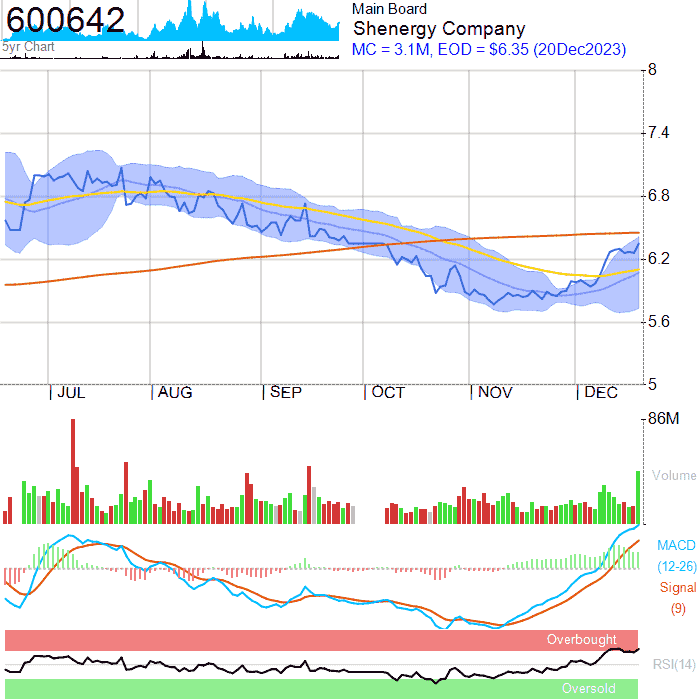 600642
5yr Chart
Main Board
Shenergy Company
MC = 3.1M, EOD = $6.35 (20Dec2023)
8
7.4
6.8
6.2
5.6
5
JUL AUG SEP OCT NOV DEC
86M
Volume
MACD
(12-26)
Signal
(9)
Overbought
RSI(14)
Oversold